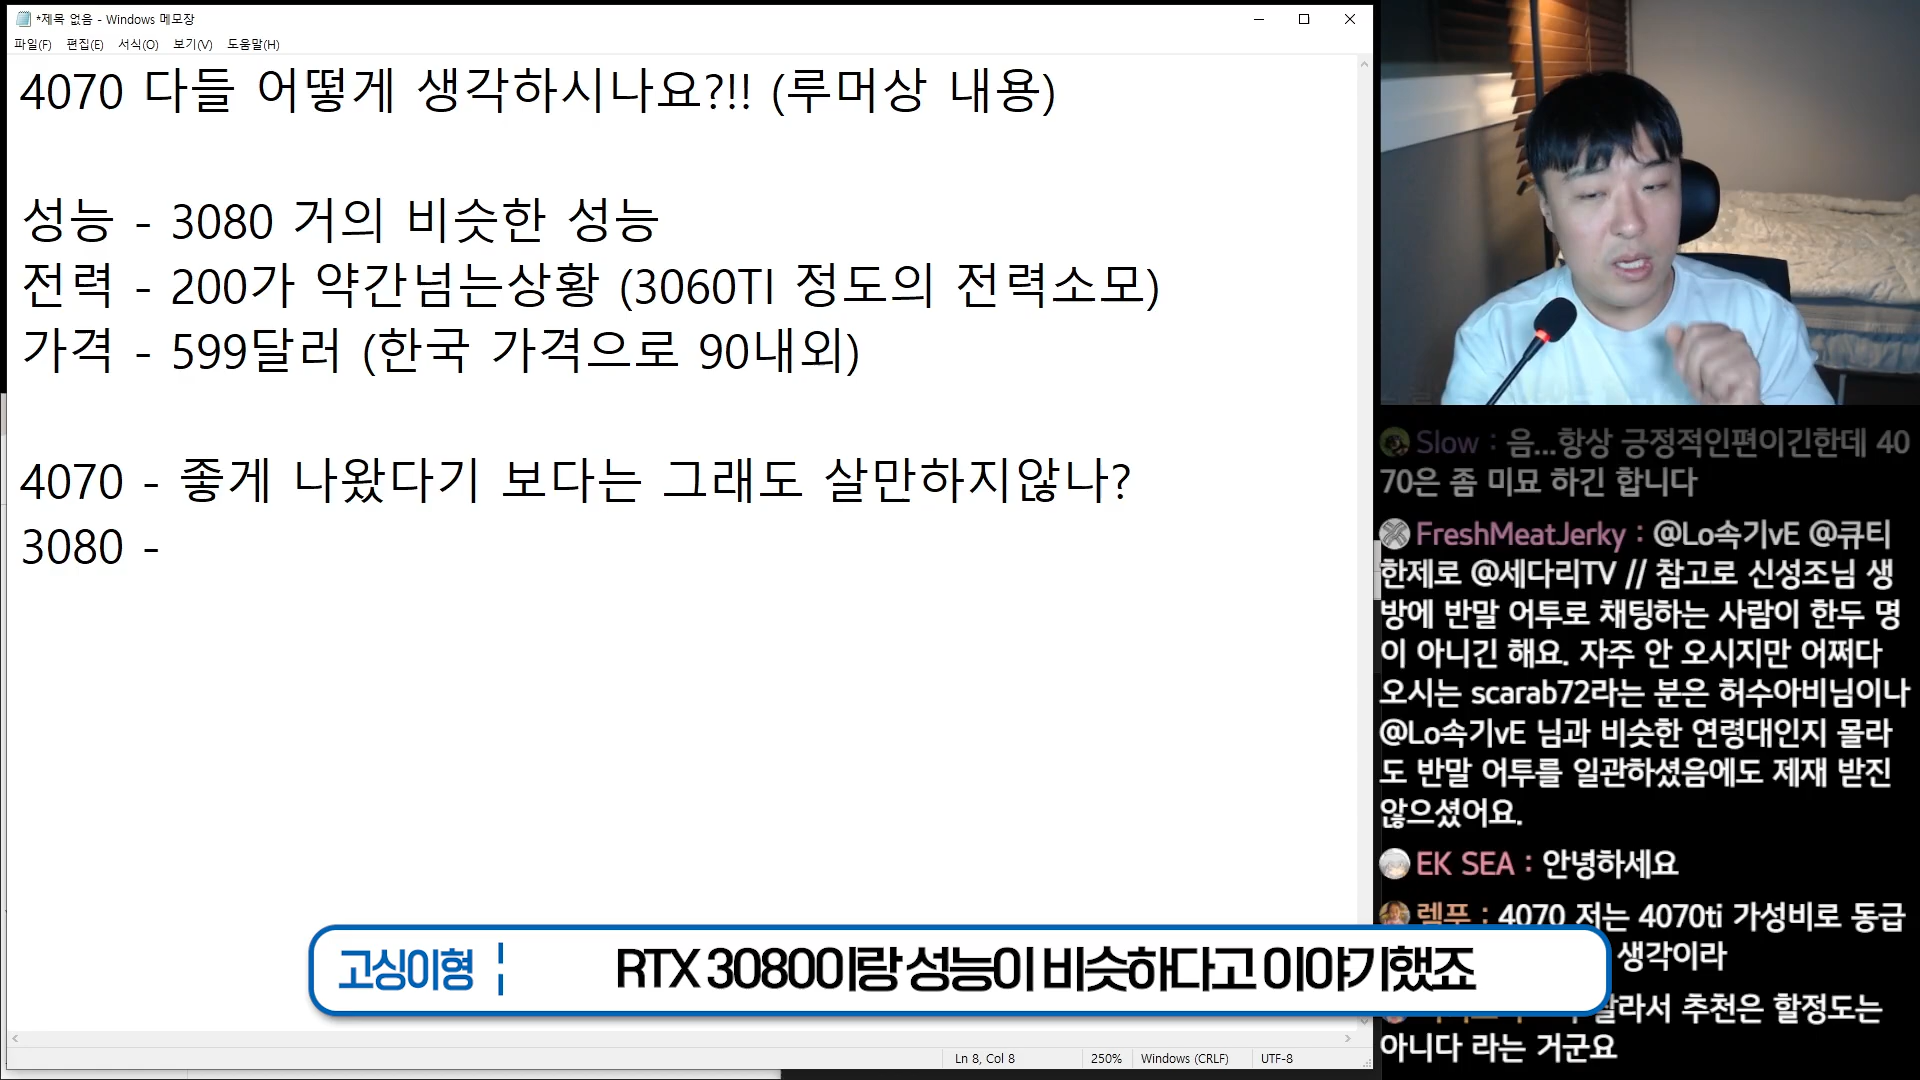 *제목 없음 - Windows 메모장
파일(F) 편집(E) 서식(O) 보기(V) 도움말(H)
4070 다들 어떻게 생각하시나요?!! (루머상 내용)
성능 - 3080 거의 비슷한 성능
전력 - 200가 약간넘는상황 (3060TI 정도의 전력소모)
가격 - 599달러 (한국 가격으로 90내외)
4070 - 좋게 나왔다기 보다는 그래도 살만하지않나?
3080 -
Ln 8, Col 8 250% Windows (CRLF) UTF-8
Slow : 음...항상 긍정적인편이긴한데 40
70은 좀 미묘 하긴 합니다
FreshMeatJerky : @Lo속기vE @큐티
한제로 @세다리TV // 참고로 신성조님 생
방에 반말 어투로 채팅하는 사람이 한두 명
이 아니긴 해요. 자주 안 오시지만 어쩌다
오시는 scarab72라는 분은 허수아비님이나
@Lo속기vE 님과 비슷한 연령대인지 몰라
도 반말 어투를 일관하셨음에도 제재 받진
않으셨어요.
EK SEA : 안녕하세요
렘푸 : 4070 저는 4070ti 가성비로 동급
생각이라
달라서 추천은 할정도는
아니다 라는 거군요
고싱이형
RTX 3080이랑 성능이 비슷하다고 이야기했죠